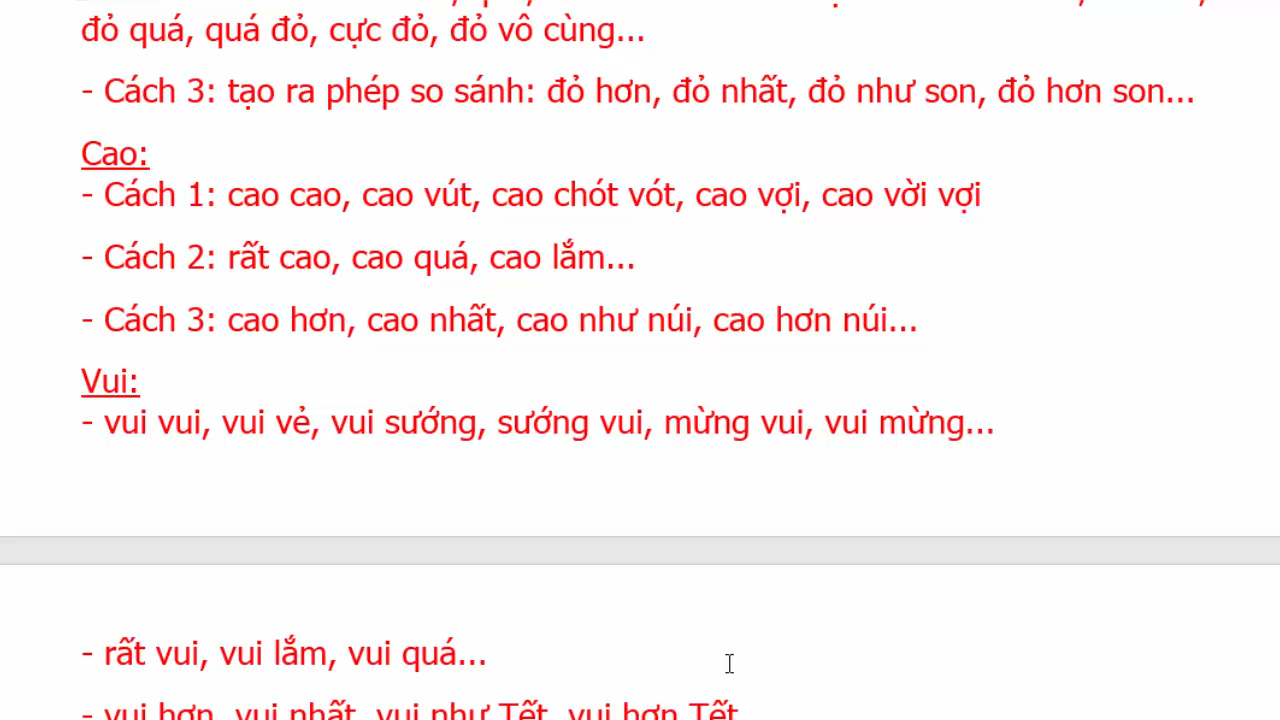 đỏ quá, quá đỏ, cực đỏ, đỏ vô cùng...
- Cách 3: tạo ra phép so sánh: đỏ hơn, đỏ nhất, đỏ như son, đỏ hơn son...
Cao:
- Cách 1: cao cao, cao vút, cao chót vót, cao vợi, cao vời vợi
- Cách 2: rất cao, cao quá, cao lắm...
- Cách 3: cao hơn, cao nhất, cao như núi, cao hơn núi...
Vui:
- vui vui, vui vẻ, vui sướng, sướng vui, mừng vui, vui mừng...
- rất vui, vui lắm, vui quá...
- vui hơn, vui nhất, vui như Tết, vui hơn Tết